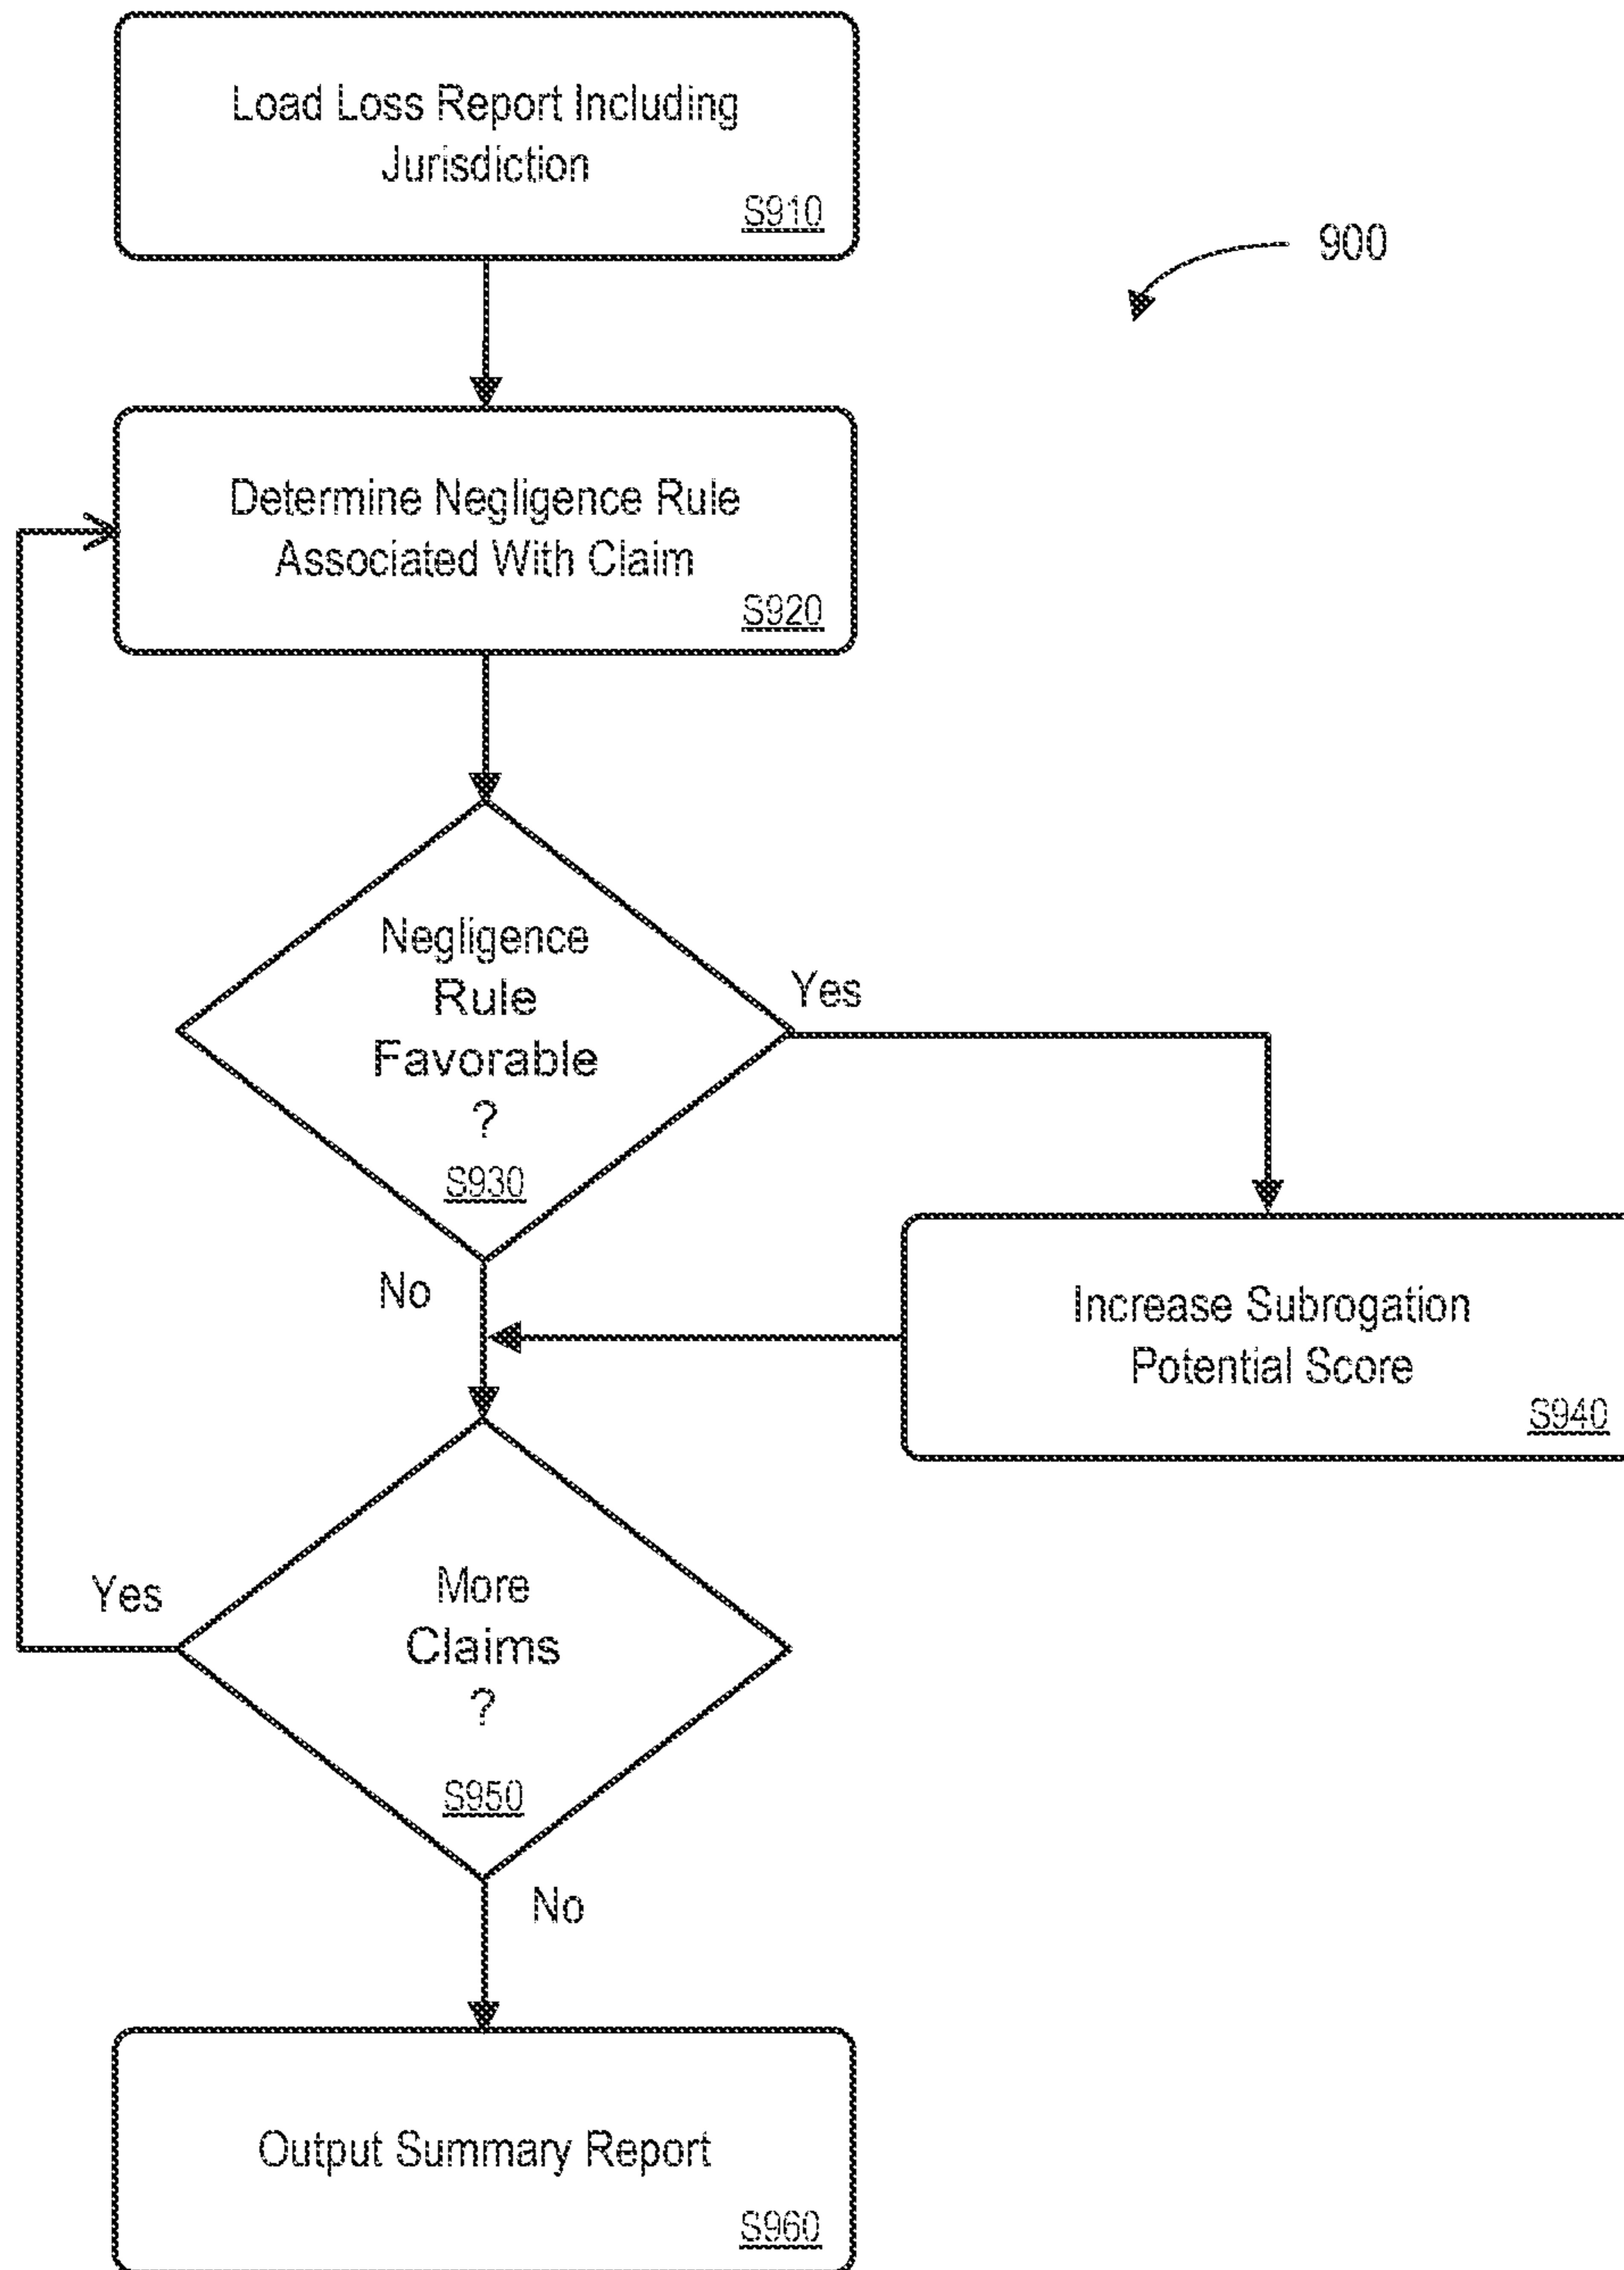 Load Loss Report Including
Jurisdiction
S910
900
Determine Negligence Rule
Associated With Claim
S920
Negligence
Rule
Favorable
?
S930
Yes
No
Increase Subrogation
Potential Score
S940
More
Claims
?
S950
Yes
No
Output Summary Report
S960